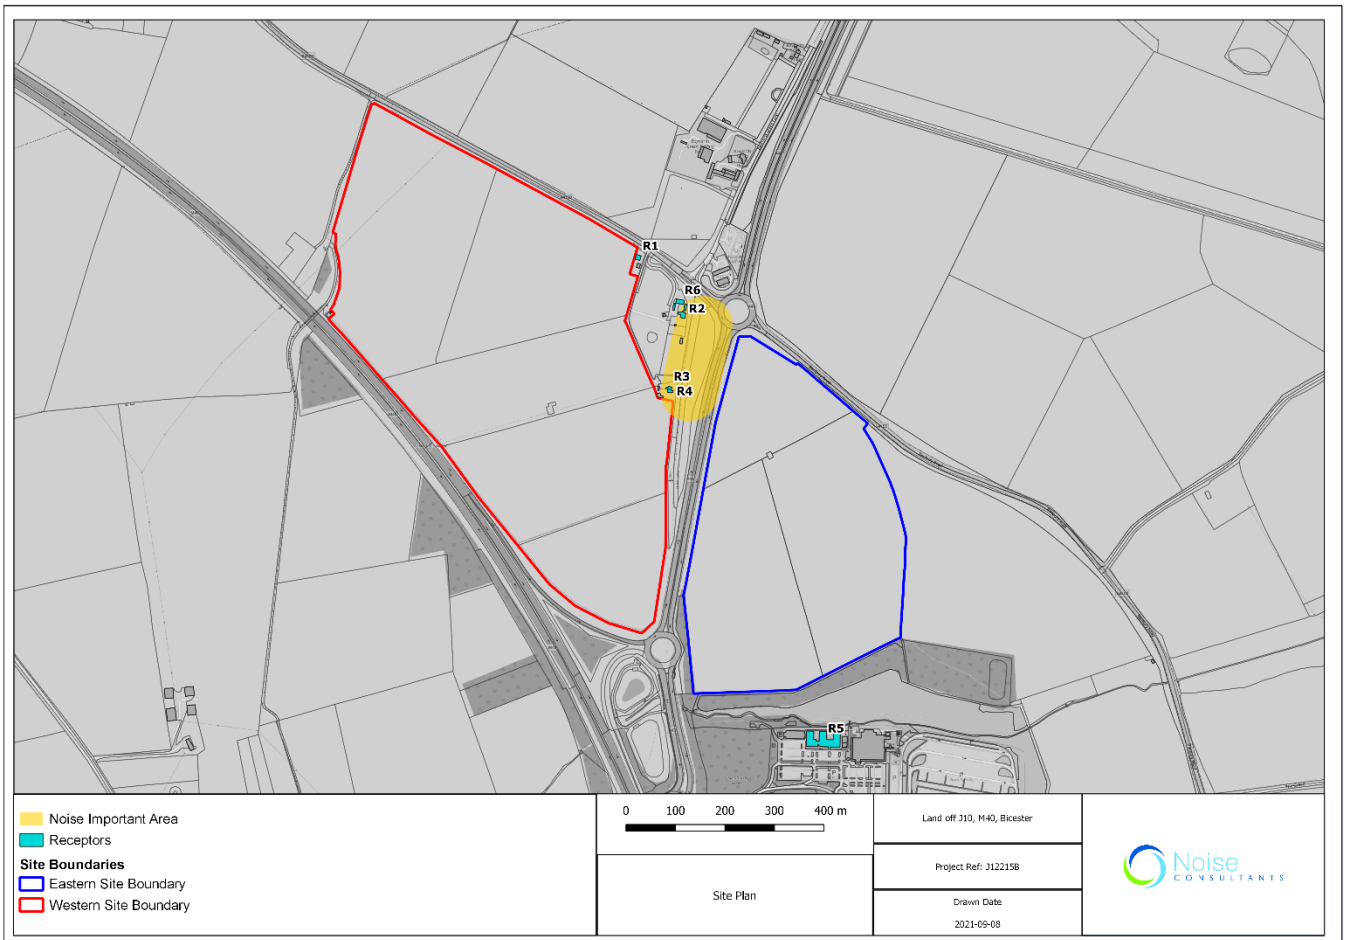 R1
R6
R2
R3
R4
R5
Noise Important Area
Receptors
Site Boundaries
Eastern Site Boundary
Western Site Boundary
0 100 200 300 400 m
Site Plan
Land off J10, M40, Bicester
Project Ref: J12215B
Drawn Date
2021-09-08
Noise
CONSULTANTS